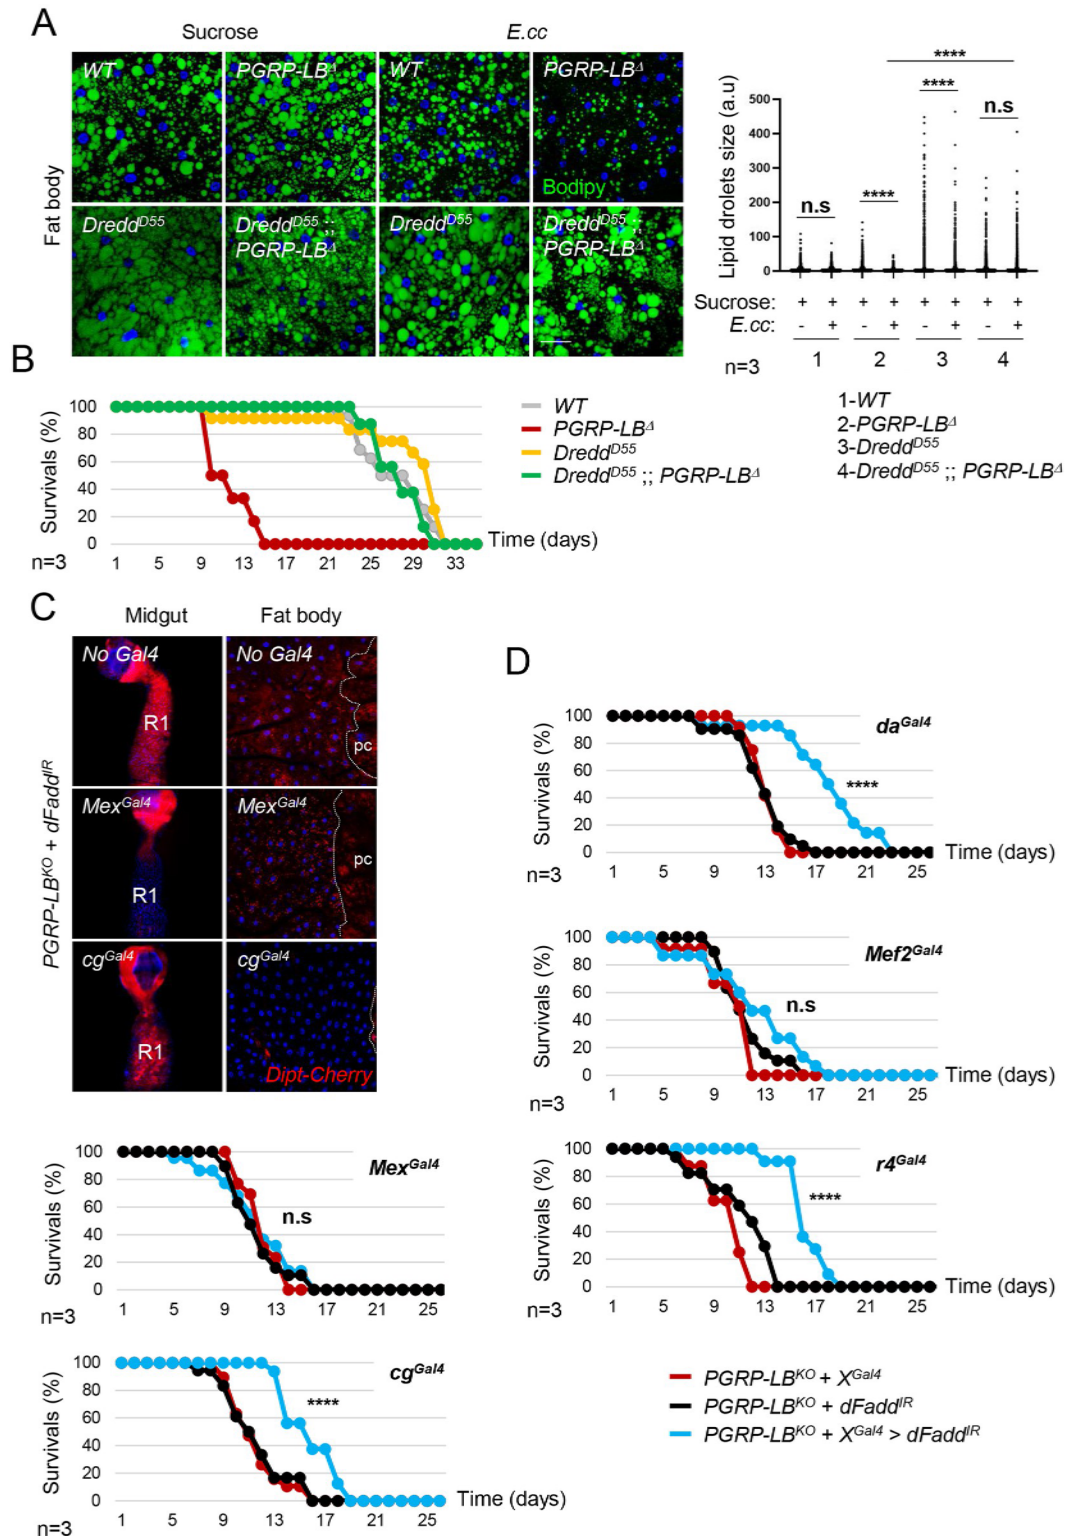 A
Sucrose
E.cc
WT
PGRP-LBΔ
WT
PGRP-LBΔ
Bodipy
DreddD55
DreddD55 ;; PGRP-LBΔ
DreddD55
DreddD55 ;; PGRP-LBΔ
Fat body
Lipid drolets size (a.u)
500
400
300
200
100
0
n.s
****
****
****
n.s
Sucrose: + + + + + + + +
E.cc: - + - + - + - +
n=3 1 2 3 4
1-WT
2-PGRP-LBΔ
3-DreddD55
4-DreddD55 ;; PGRP-LBΔ
B
Survivals (%)
100
80
60
40
20
0
n=3
1 5 9 13 17 21 25 29 33
Time (days)
WT
PGRP-LBΔ
DreddD55
DreddD55 ;; PGRP-LBΔ
C
Midgut
Fat body
PGRP-LBKO + dFaddIR
No Gal4
R1
No Gal4
pc
MexGal4
R1
MexGal4
pc
cgGal4
R1
cgGal4
Dipt-Cherry
Survivals (%)
100
80
60
40
20
0
MexGal4
n.s
n=3
1 5 9 13 17 21 25
Survivals (%)
100
80
60
40
20
0
cgGal4
****
Time (days)
n=3
1 5 9 13 17 21 25
D
Survivals (%)
100
80
60
40
20
0
daGal4
****
Time (days)
n=3
1 5 9 13 17 21 25
Survivals (%)
100
80
60
40
20
0
Mef2Gal4
n.s
Time (days)
n=3
1 5 9 13 17 21 25
Survivals (%)
100
80
60
40
20
0
r4Gal4
****
Time (days)
n=3
1 5 9 13 17 21 25
PGRP-LBKO + XGal4
PGRP-LBKO + dFaddIR
PGRP-LBKO + XGal4 > dFaddIR